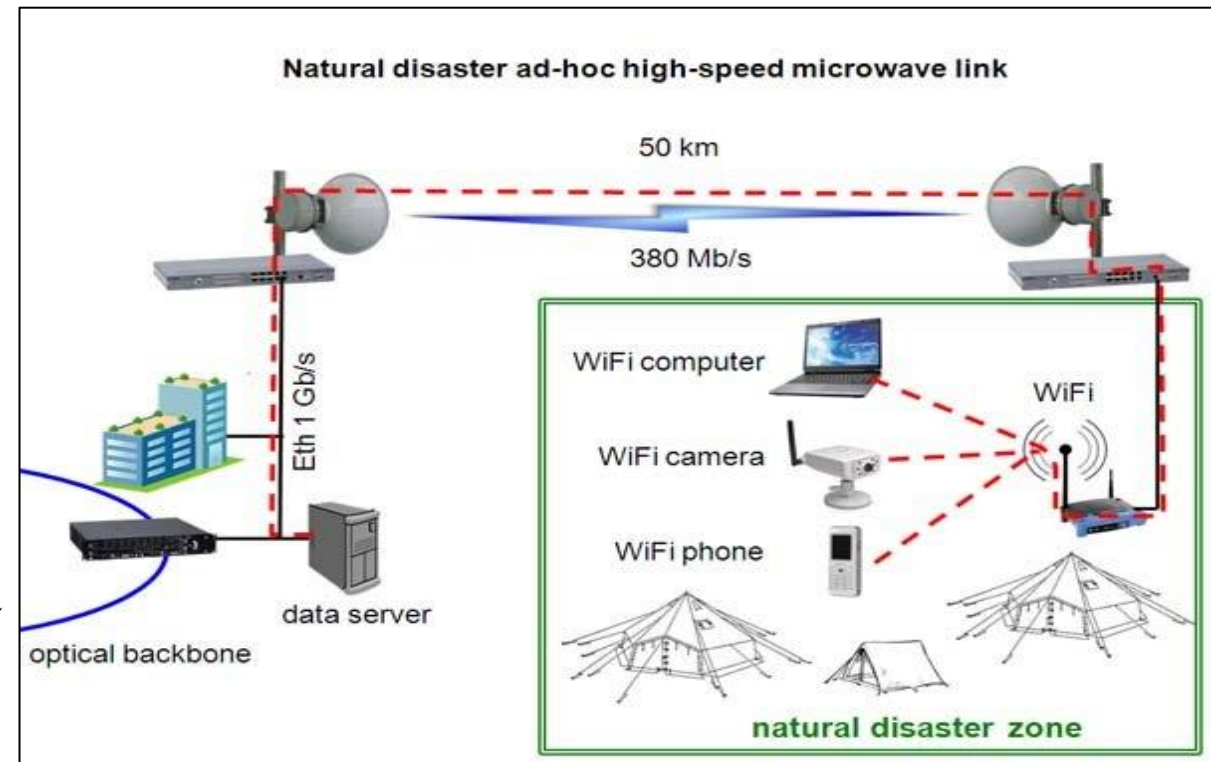 Natural disaster ad-hoc high-speed microwave link
50 km
380 Mb/s
Eth 1 Gb/s
WiFi computer
WiFi
WiFi camera
WiFi phone
data server
optical backbone
natural disaster zone